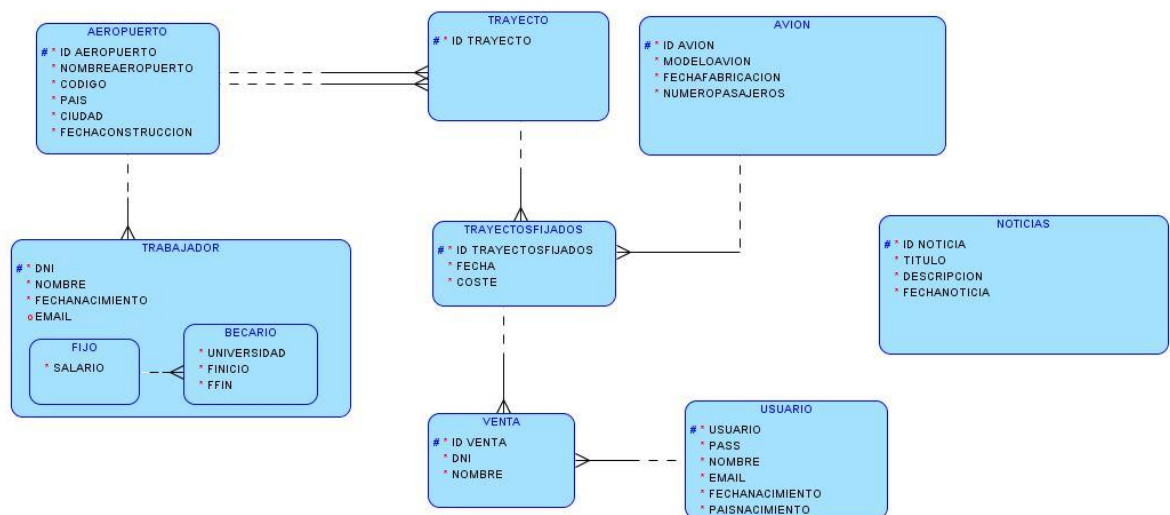 AEROPUERTO
# * ID AEROPUERTO
* NOMBREAEROPUERTO
* CODIGO
* PAIS
* CIUDAD
* FECHACONSTRUCCION
TRAYECTO
# * ID TRAYECTO
AVION
# * ID AVION
* MODELOAVION
* FECHAFABRICACION
* NUMEROPASAJEROS
TRABAJADOR
# * DNI
* NOMBRE
* FECHANACIMIENTO
o EMAIL
FIJO
* SALARIO
BECARIO
* UNIVERSIDAD
* FINICIO
* FFIN
TRAYECTOSFIJADOS
# * ID TRAYECTOSFIJADOS
* FECHA
* COSTE
NOTICIAS
# * ID NOTICIA
* TITULO
* DESCRIPCION
* FECHANOTICIA
VENTA
# * ID VENTA
* DNI
* NOMBRE
USUARIO
# * USUARIO
* PASS
* NOMBRE
* EMAIL
* FECHANACIMIENTO
* PAISNACIMIENTO